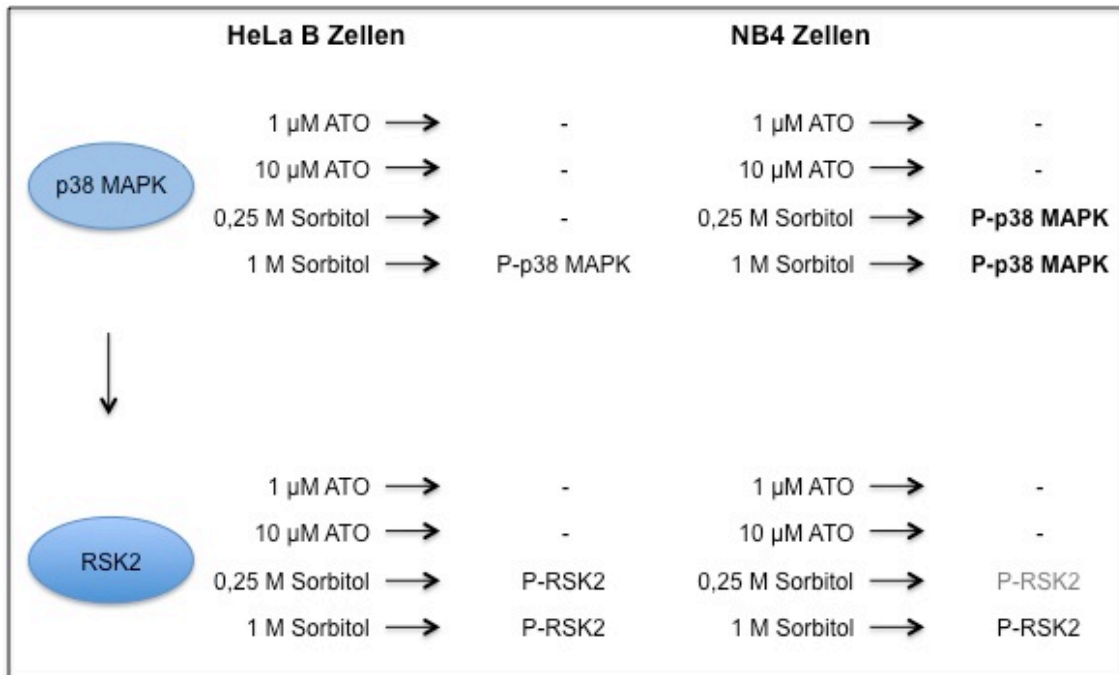 HeLa B Zellen NB4 Zellen
1 µM ATO - 1 µM ATO -
p38 MAPK 10 µM ATO - 10 µM ATO -
0,25 M Sorbitol - 0,25 M Sorbitol P-p38 MAPK
1 M Sorbitol P-p38 MAPK 1 M Sorbitol P-p38 MAPK
1 µM ATO - 1 µM ATO -
10 µM ATO - 10 µM ATO -
RSK2
0,25 M Sorbitol P-RSK2 0,25 M Sorbitol P-RSK2
1 M Sorbitol P-RSK2 1 M Sorbitol P-RSK2